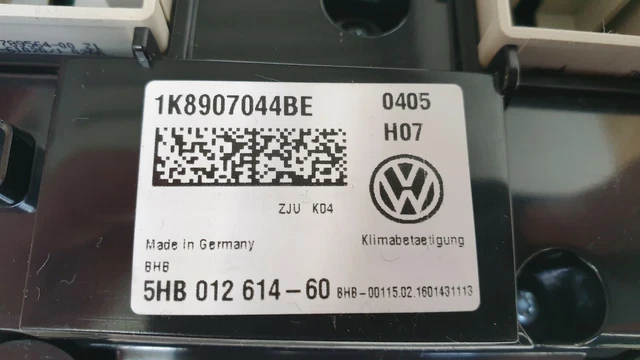 1K8907044BE 0405
H07
ZJU K04
Made in Germany Klimabetaetigung
BHB
5HB 012 614-60 BHB-00115.02.1601431113